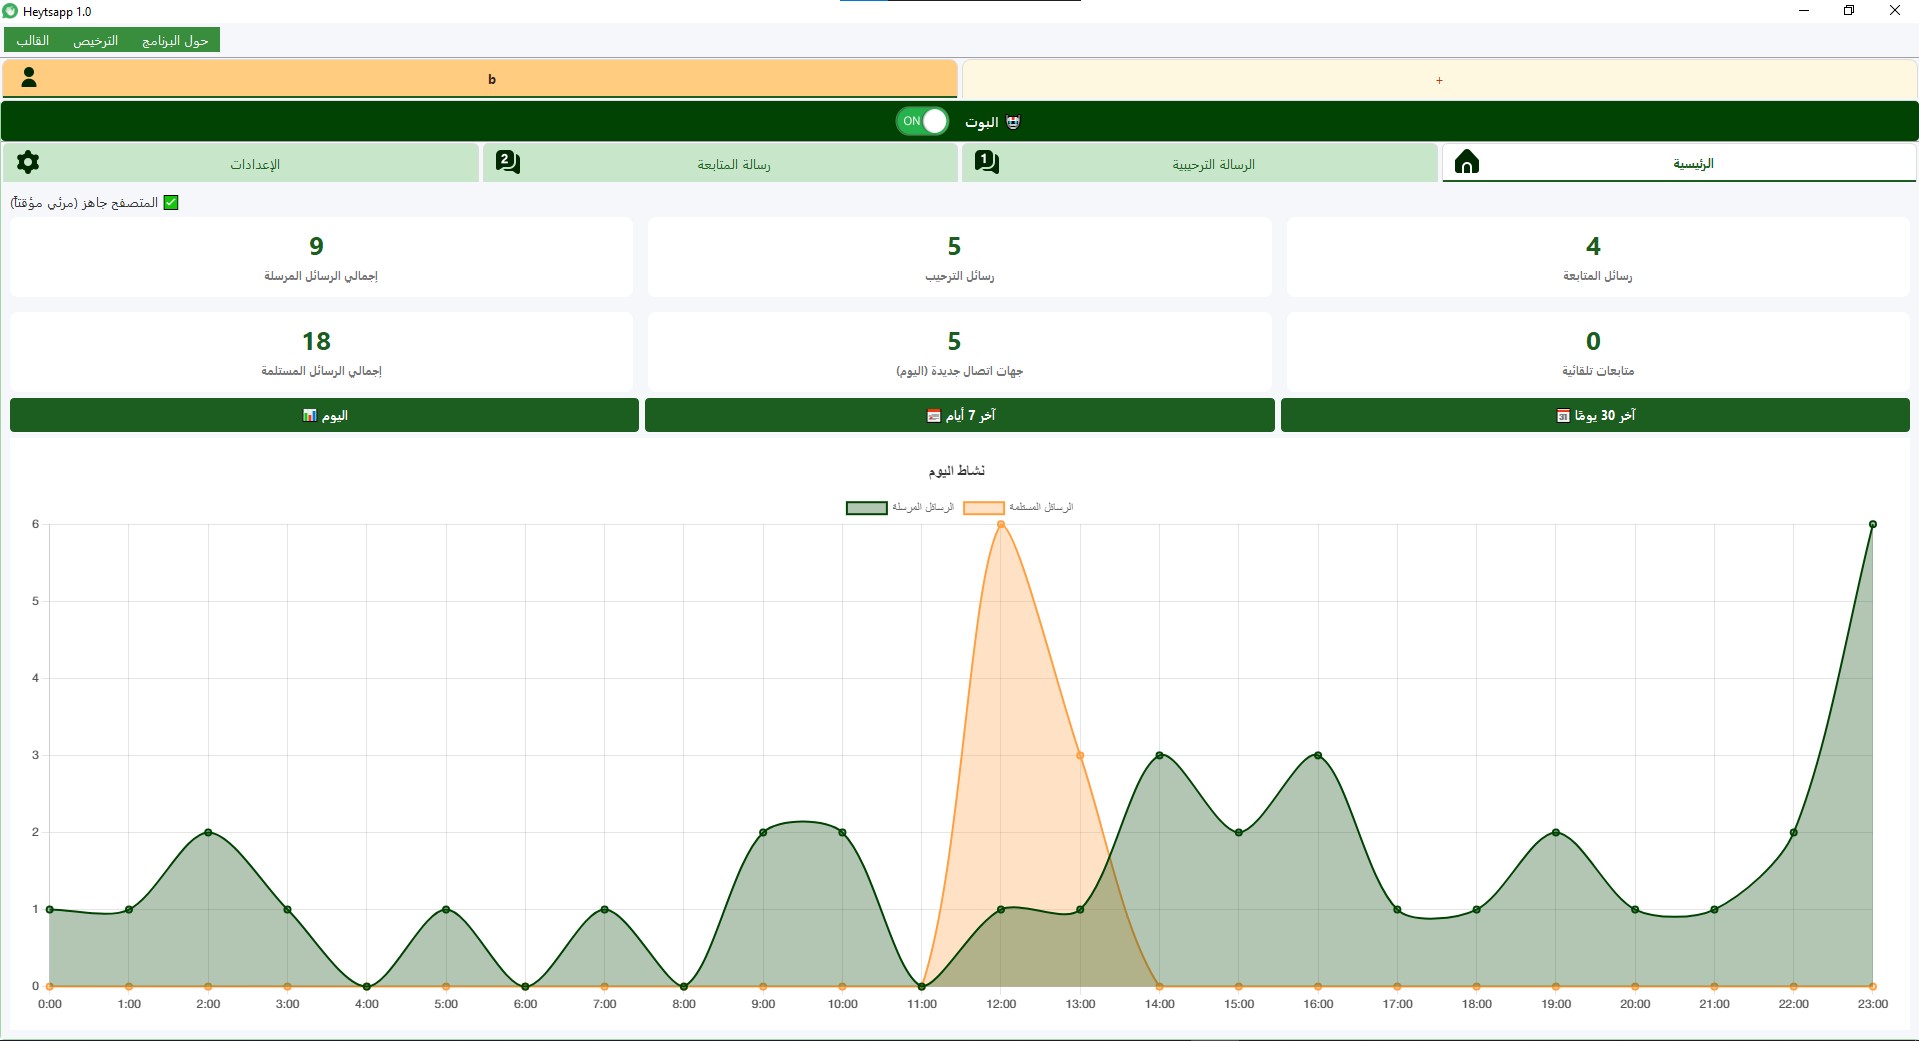 Heytsapp 1.0
القالب الترخيص حول البرنامج
b
+
البوت
ON
الرئيسية
1 الرسالة الترحيبية
2 رسالة المتابعة
الإعدادات
المتصفح جاهز (مرئي مؤقتاً)
4
رسائل المتابعة
5
رسائل الترحيب
9
إجمالي الرسائل المرسلة
0
متابعات تلقائية
5
جهات اتصال جديدة (اليوم)
18
إجمالي الرسائل المستلمة
آخر 30 يومًا
آخر 7 أيام
اليوم
نشاط اليوم
الرسائل المستلمة
الرسائل المرسلة
6
5
4
3
2
1
0
0:00 1:00 2:00 3:00 4:00 5:00 6:00 7:00 8:00 9:00 10:00 11:00 12:00 13:00 14:00 15:00 16:00 17:00 18:00 19:00 20:00 21:00 22:00 23:00